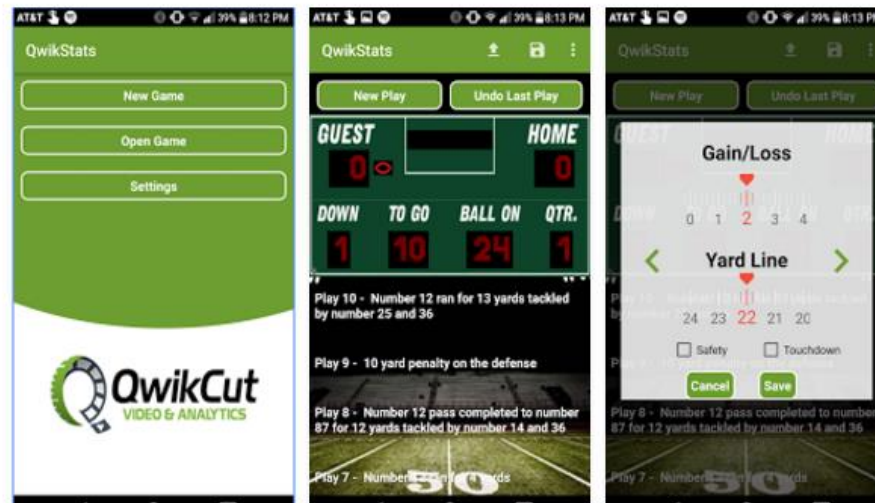 AT&T 39% 8:12 PM
QwikStats
New Game
Open Game
Settings
QwikCut
VIDEO & ANALYTICS
AT&T 39% 8:13 PM
QwikStats
New Play Undo Last Play
GUEST HOME
0 0
DOWN TO GO BALL ON QTR.
1 10 24 1
Play 10 - Number 12 ran for 13 yards tackled
by number 25 and 36
Play 9 - 10 yard penalty on the defense
Play 8 - Number 12 pass completed to number
87 for 12 yards tackled by number 14 and 36
Play 7 - Number ran for 4 yards
50
AT&T 39% 8:13 PM
QwikStats
New Play Undo Last Play
Gain/Loss
0 1 2 3 4
Yard Line
24 23 22 21 20
Safety Touchdown
Cancel Save
Play 8 - Number 12 pass completed to number
87 for 12 yards tackled by number 14 and 36
Play 7 - Number ran for 4 yards